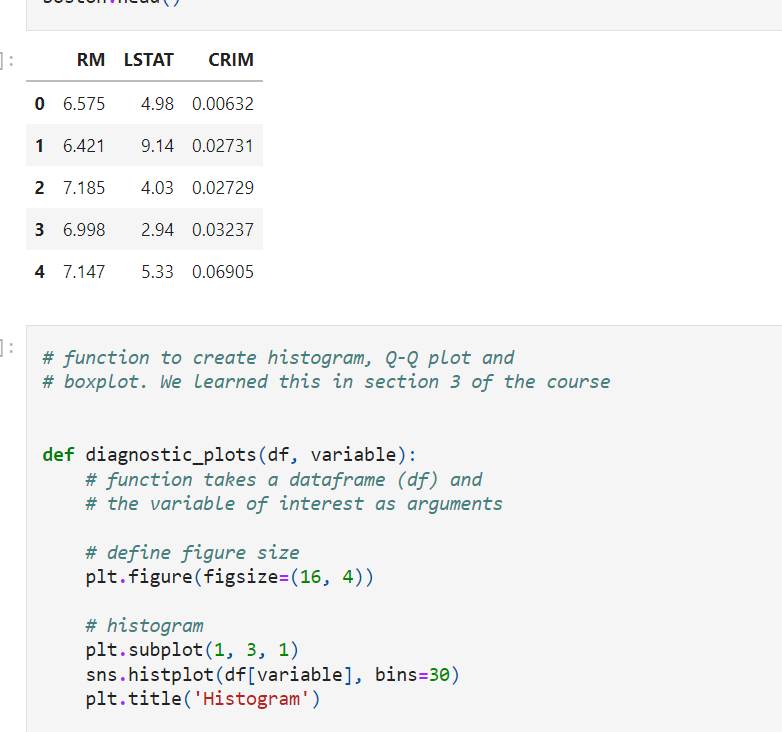 boston.head()
]:
RM LSTAT CRIM
0 6.575 4.98 0.00632
1 6.421 9.14 0.02731
2 7.185 4.03 0.02729
3 6.998 2.94 0.03237
4 7.147 5.33 0.06905
]:
# function to create histogram, Q-Q plot and
# boxplot. We learned this in section 3 of the course
def diagnostic_plots(df, variable):
# function takes a dataframe (df) and
# the variable of interest as arguments
# define figure size
plt.figure(figsize=(16, 4))
# histogram
plt.subplot(1, 3, 1)
sns.histplot(df[variable], bins=30)
plt.title('Histogram')